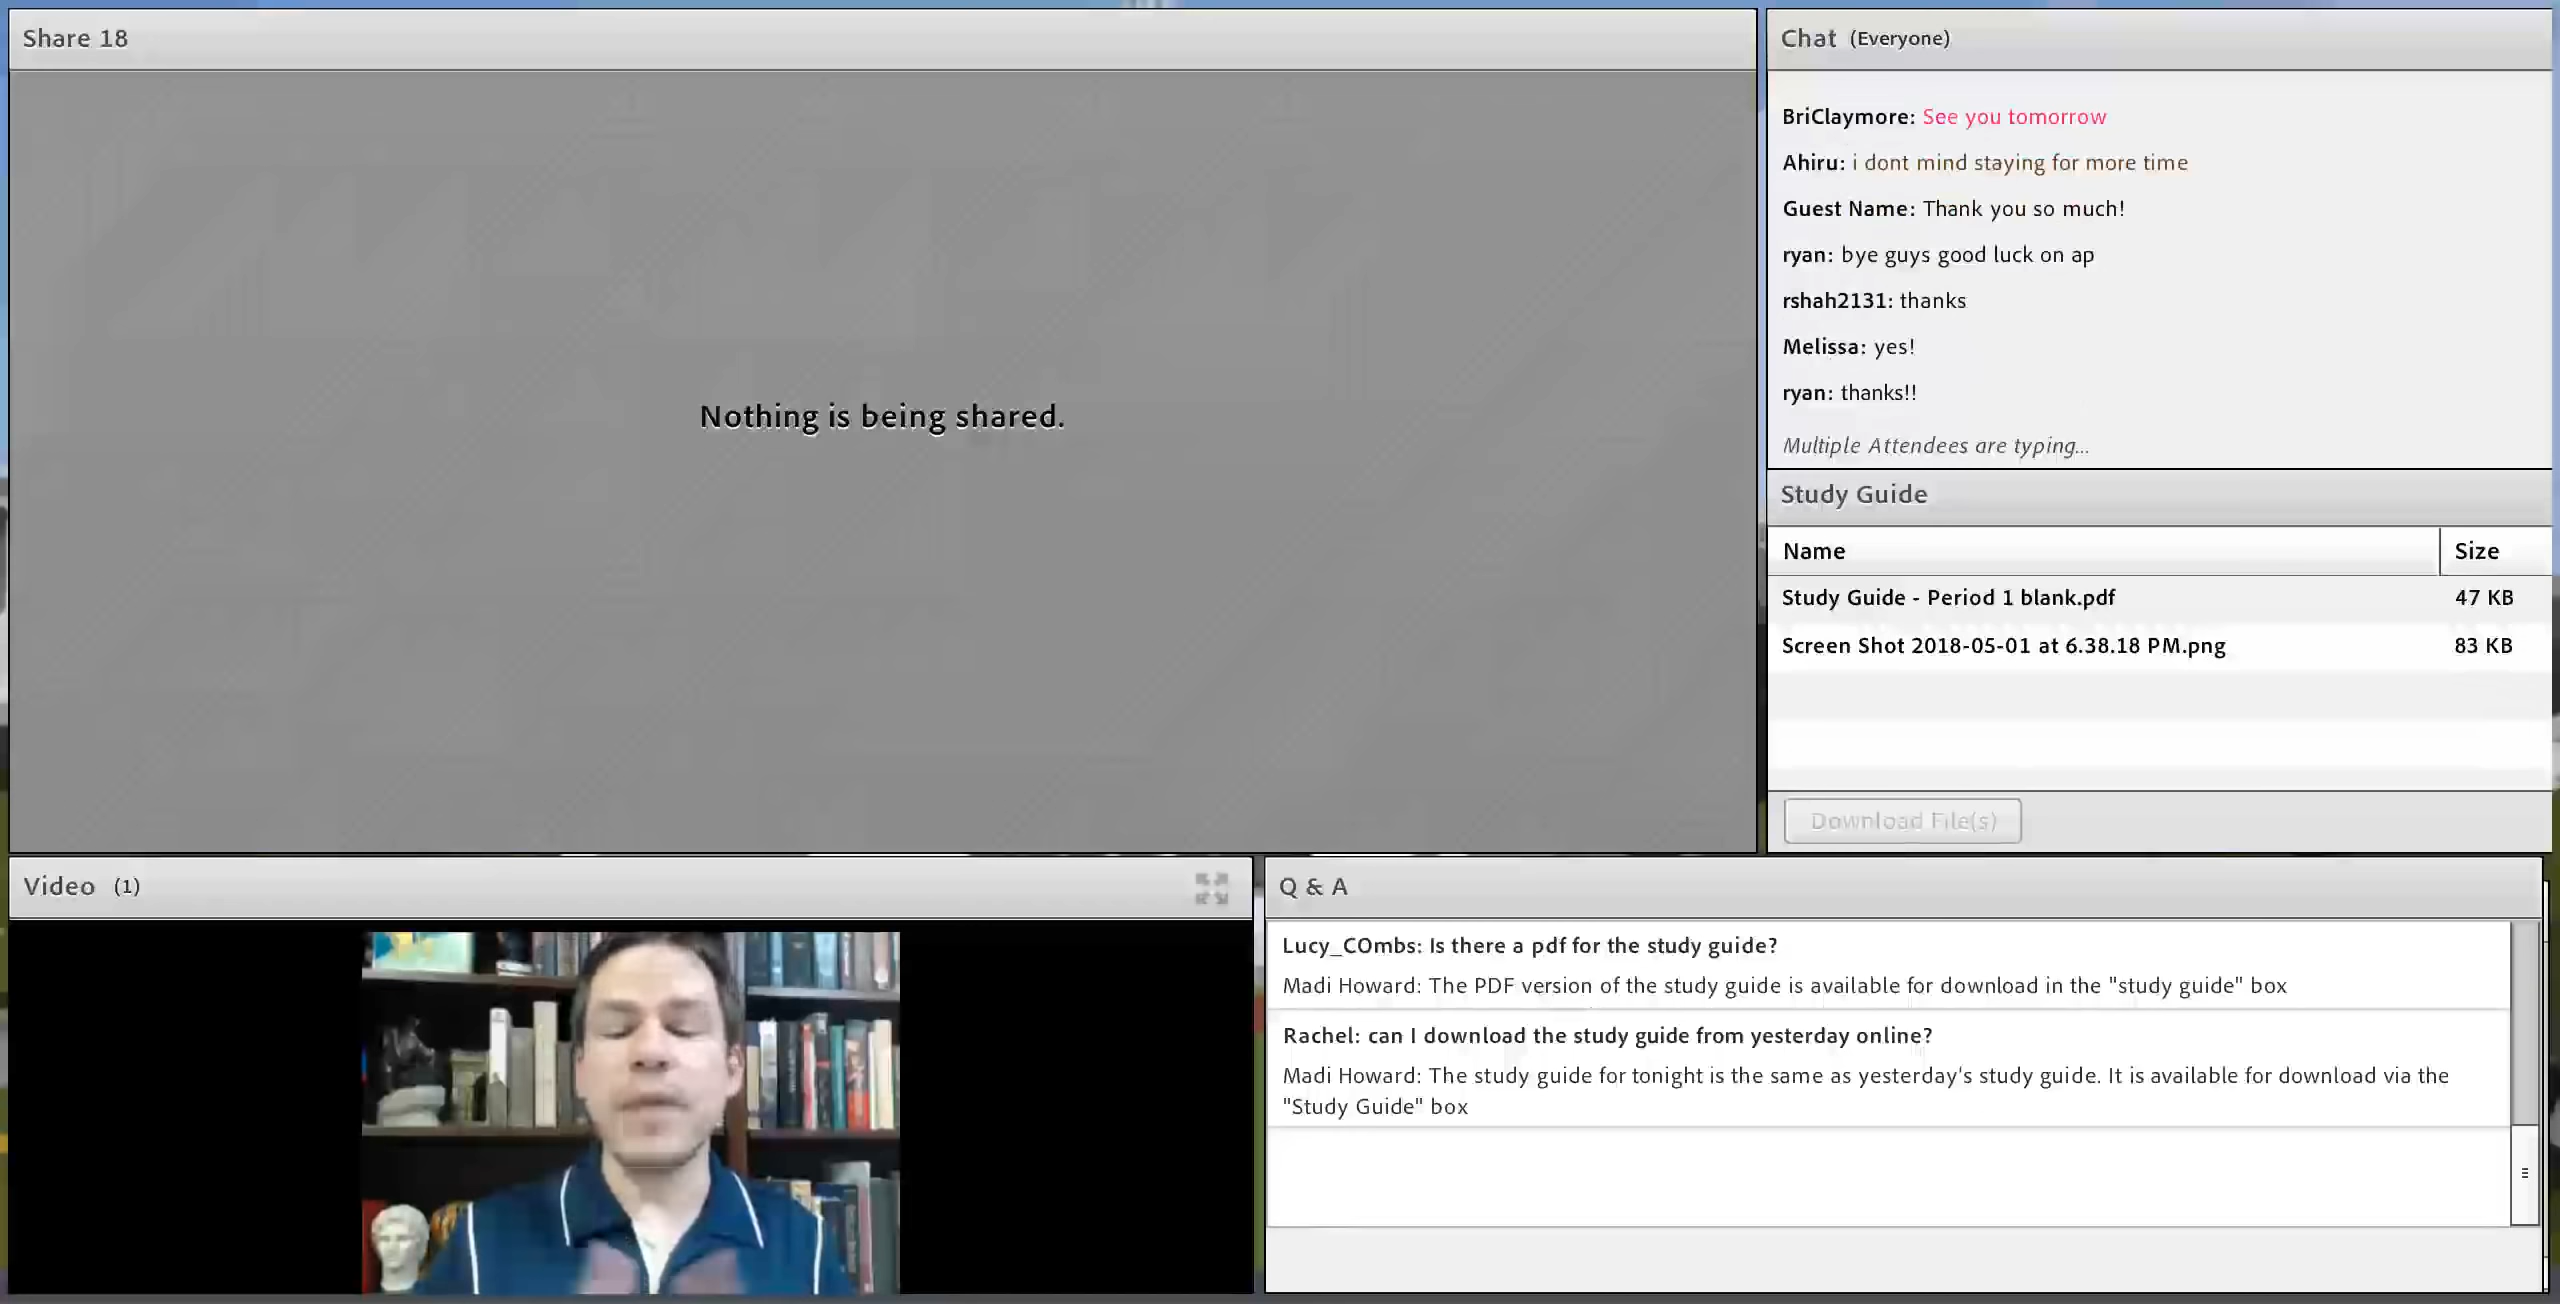 Share 18
Nothing is being shared.
Chat (Everyone)
BriClaymore: See you tomorrow
Ahiru: i dont mind staying for more time
Guest Name: Thank you so much!
ryan: bye guys good luck on ap
rshah2131: thanks
Melissa: yes!
ryan: thanks!!
Multiple Attendees are typing...
Study Guide
Name Size
Study Guide - Period 1 blank.pdf 47 KB
Screen Shot 2018-05-01 at 6.38.18 PM.png 83 KB
Download File(s)
Video (1)
Q & A
Lucy_COmbs: Is there a pdf for the study guide?
Madi Howard: The PDF version of the study guide is available for download in the "study guide" box
Rachel: can I download the study guide from yesterday online?
Madi Howard: The study guide for tonight is the same as yesterday's study guide. It is available for download via the
"Study Guide" box